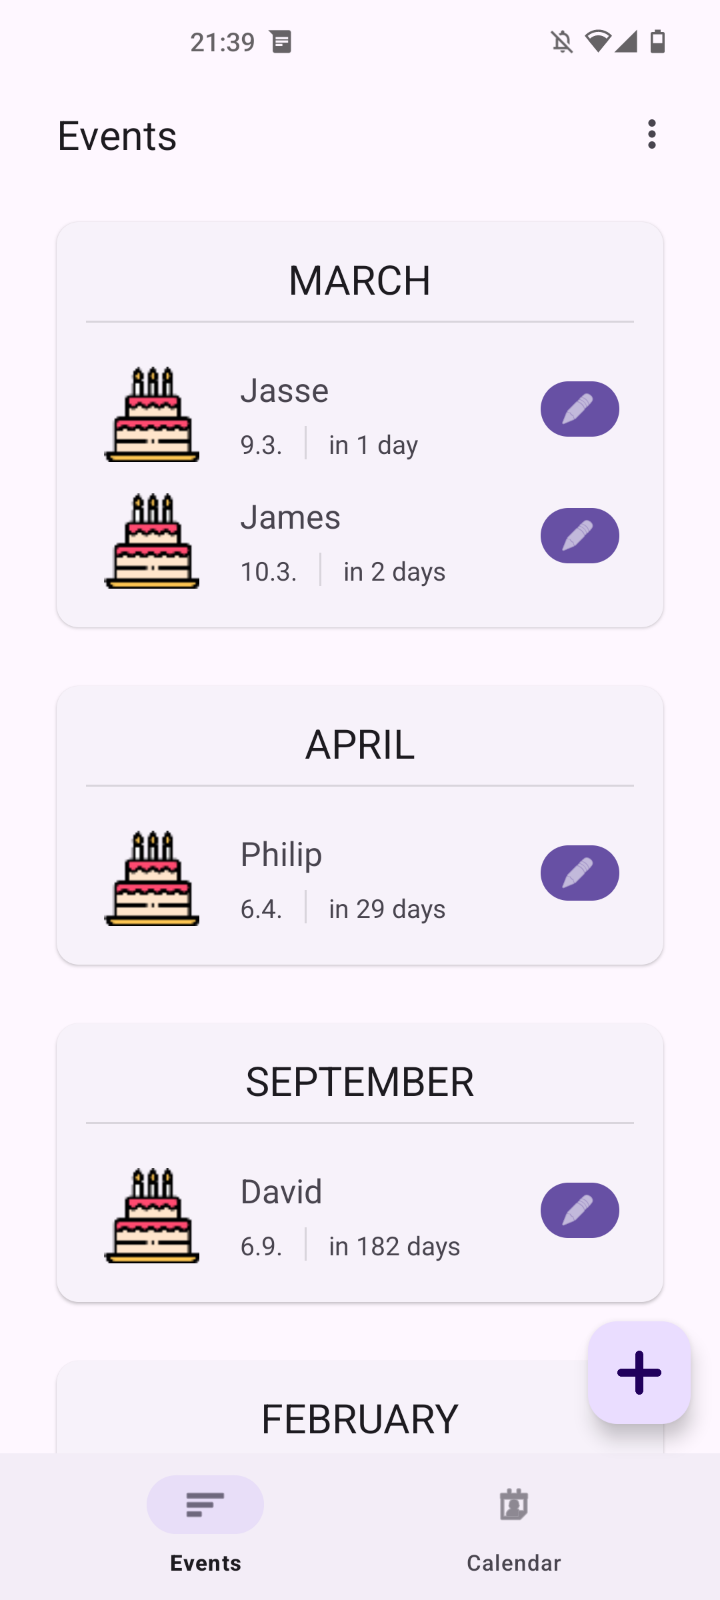 21:39
Events
MARCH
Jasse
9.3. in 1 day
James
10.3. in 2 days
APRIL
Philip
6.4. in 29 days
SEPTEMBER
David
6.9. in 182 days
FEBRUARY
Events Calendar